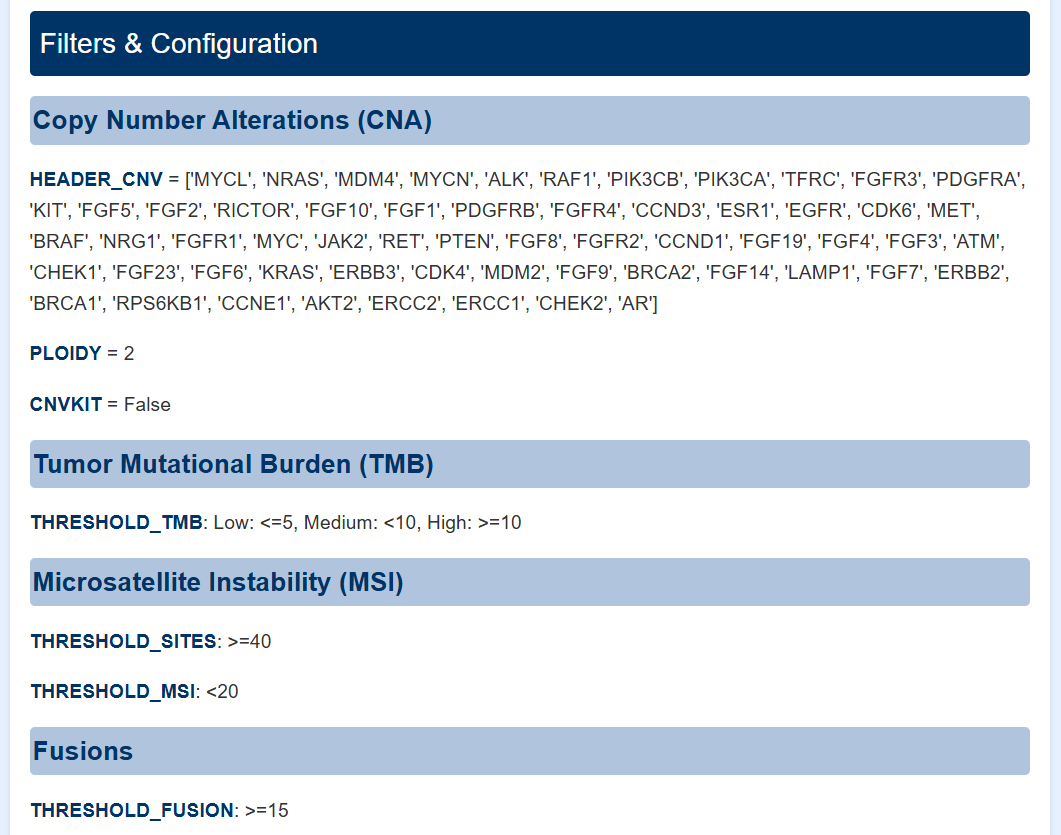 Filters & Configuration
Copy Number Alterations (CNA)
HEADER_CNV = ['MYCL', 'NRAS', 'MDM4', 'MYCN', 'ALK', 'RAF1', 'PIK3CB', 'PIK3CA', 'TFRC', 'FGFR3', 'PDGFRA',
'KIT', 'FGF5', 'FGF2', 'RICTOR', 'FGF10', 'FGF1', 'PDGFRB', 'FGFR4', 'CCND3', 'ESR1', 'EGFR', 'CDK6', 'MET',
'BRAF', 'NRG1', 'FGFR1', 'MYC', 'JAK2', 'RET', 'PTEN', 'FGF8', 'FGFR2', 'CCND1', 'FGF19', 'FGF4', 'FGF3', 'ATM',
'CHEK1', 'FGF23', 'FGF6', 'KRAS', 'ERBB3', 'CDK4', 'MDM2', 'FGF9', 'BRCA2', 'FGF14', 'LAMP1', 'FGF7', 'ERBB2',
'BRCA1', 'RPS6KB1', 'CCNE1', 'AKT2', 'ERCC2', 'ERCC1', 'CHEK2', 'AR']
PLOIDY = 2
CNVKIT = False
Tumor Mutational Burden (TMB)
THRESHOLD_TMB: Low: <=5, Medium: <10, High: >=10
Microsatellite Instability (MSI)
THRESHOLD_SITES: >=40
THRESHOLD_MSI: <20
Fusions
THRESHOLD_FUSION: >=15